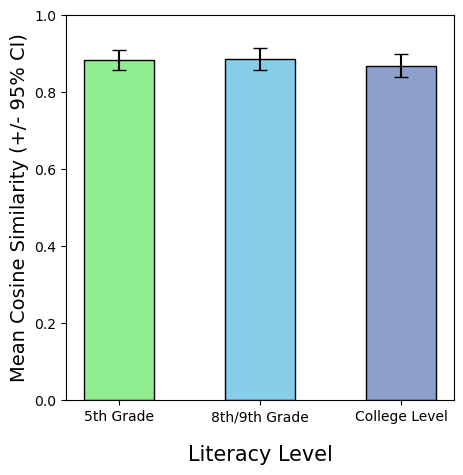 Mean Cosine Similarity (+/- 95% CI)
1.0
0.8
0.6
0.4
0.2
0.0
5th Grade
8th/9th Grade
College Level
Literacy Level